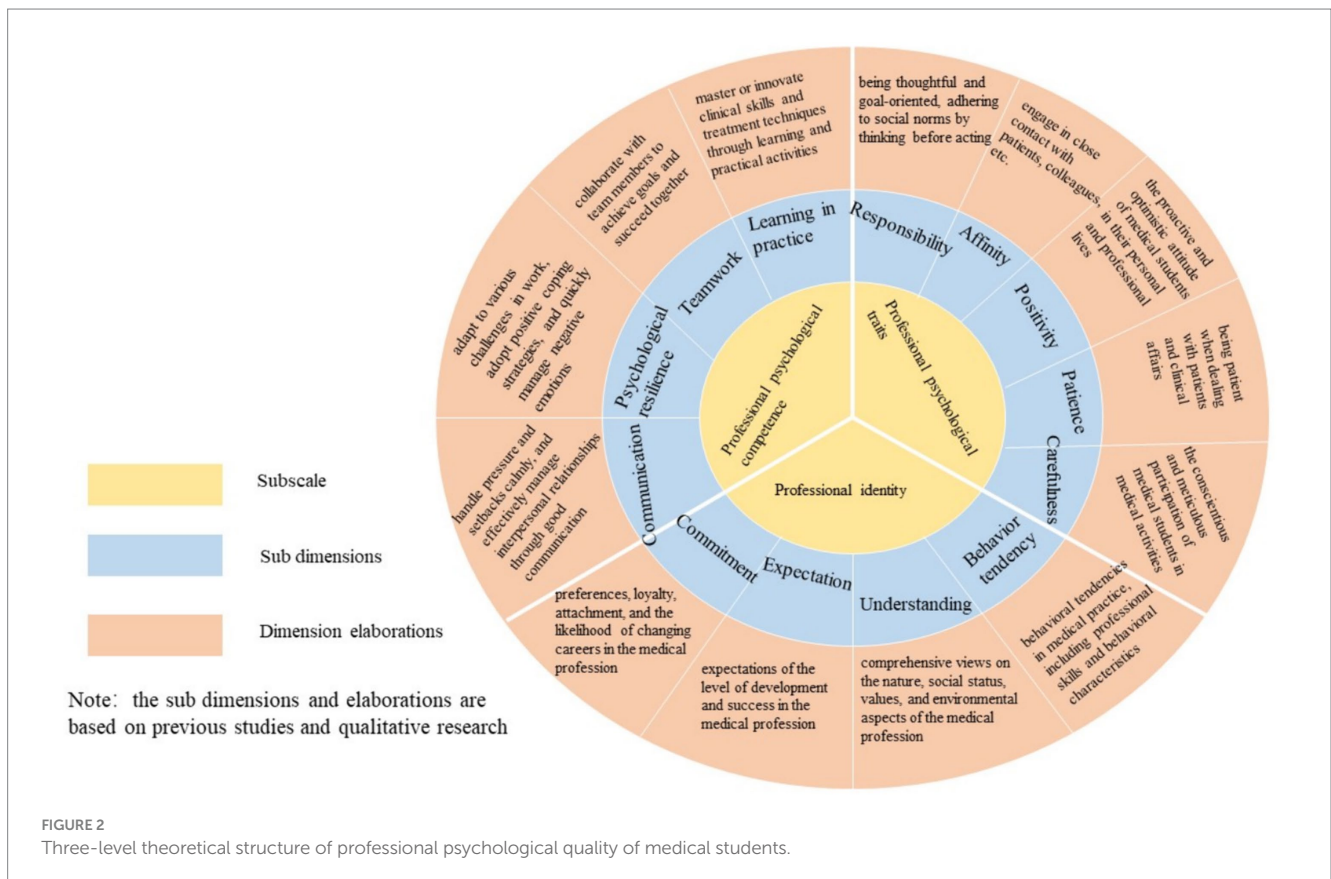 being thoughtful and
goal-oriented, adhering
to social norms by
thinking before acting
engage in close
contact with
patients, colleagues,
etc.
the proactive and
optimistic attitude
of medical students
in their personal
and professional
lives
being patient
when dealing
with patients
and clinical
affairs
the conscientious
and meticulous
participation of
medical students in
medical activities
behavioral tendencies
in medical practice,
including professional
skills and behavioral
characteristics
comprehensive views on
the nature, social status,
values, and environmental
aspects of the medical
profession
expectations of the
level of development
and success in the
medical profession
preferences, loyalty,
attachment, and the
likelihood of changing
careers in the medical
profession
handle pressure and
setbacks calmly, and
effectively manage
interpersonal relationships
through good
communication
adapt to various
challenges in work,
adopt positive coping
strategies, and quickly
manage negative
emotions
collaborate with
team members to
achieve goals and
succeed together
master or innovate
clinical skills and
treatment techniques
through learning and
practical activities
Responsibility
Affinity
Positivity
Patience
Carefulness
Behavior
tendency
Understanding
Expectation
Commitment
Communication
Psychological
resilience
Teamwork
Learning in
practice
Professional psychological
traits
Professional identity
Professional psychological
competence
Subscale
Sub dimensions
Dimension elaborations
Note: the sub dimensions and elaborations are
based on previous studies and qualitative research
FIGURE 2
Three-level theoretical structure of professional psychological quality of medical students.